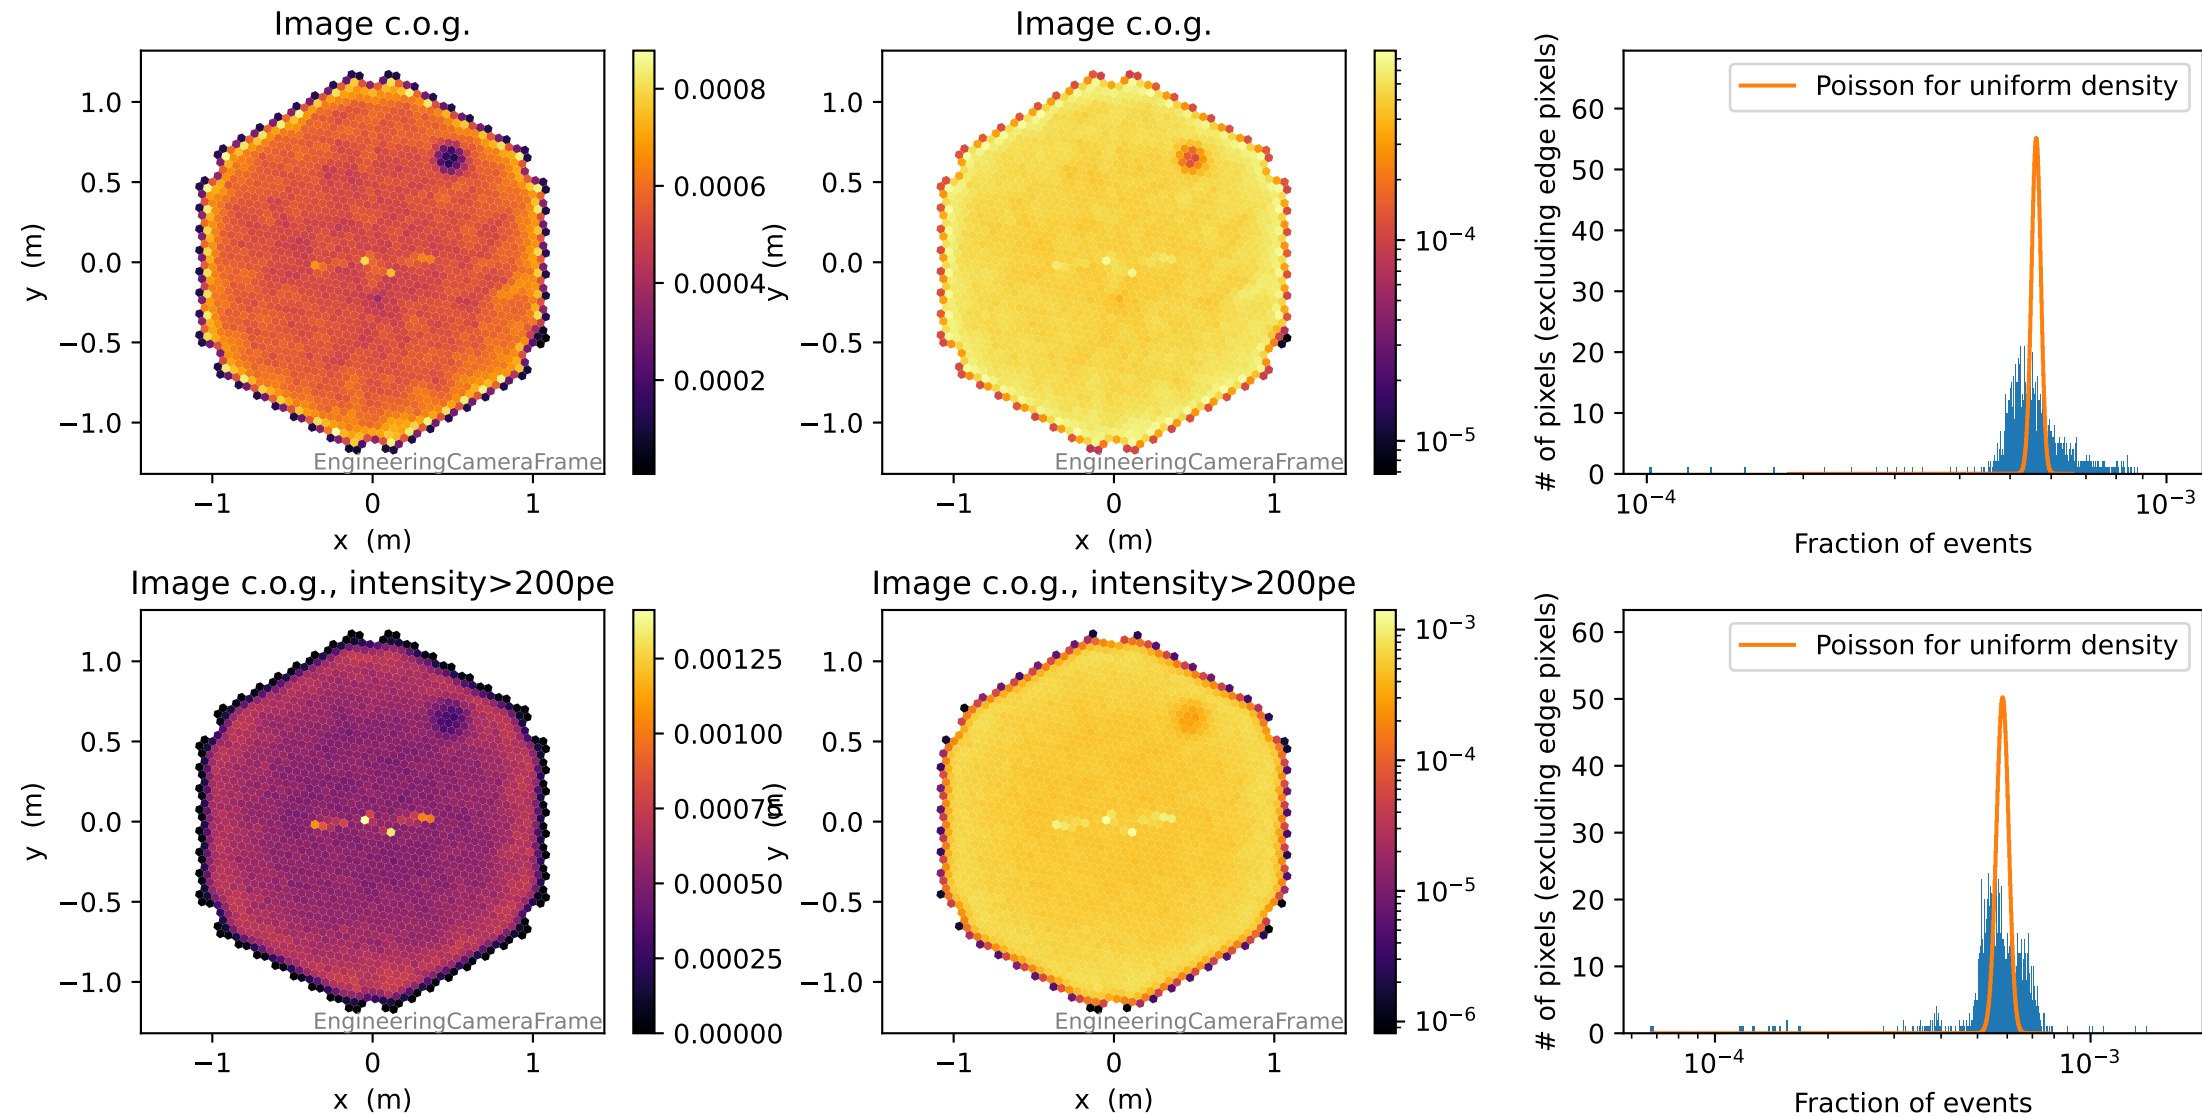 Image c.o.g.
1.0
0.5
0.0
−0.5
−1.0
y (m)
−1 0 1
x (m)
EngineeringCameraFrame
0.0008
0.0006
0.0004
0.0002
Image c.o.g.
1.0
0.5
0.0
−0.5
−1.0
y (m)
−1 0 1
x (m)
EngineeringCameraFrame
10⁻⁴
10⁻⁵
Poisson for uniform density
# of pixels (excluding edge pixels)
60
50
40
30
20
10
0
10⁻⁴ 10⁻³
Fraction of events
Image c.o.g., intensity>200pe
1.0
0.5
0.0
−0.5
−1.0
y (m)
−1 0 1
x (m)
EngineeringCameraFrame
0.00125
0.00100
0.00075
0.00050
0.00025
0.00000
Image c.o.g., intensity>200pe
1.0
0.5
0.0
−0.5
−1.0
y (m)
−1 0 1
x (m)
EngineeringCameraFrame
10⁻³
10⁻⁴
10⁻⁵
10⁻⁶
Poisson for uniform density
# of pixels (excluding edge pixels)
60
50
40
30
20
10
0
10⁻⁴ 10⁻³
Fraction of events